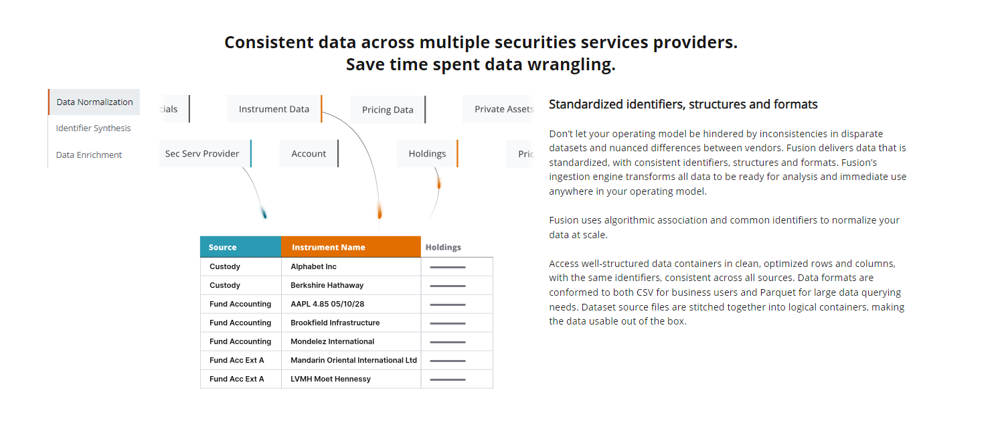 Consistent data across multiple securities services providers.
Save time spent data wrangling.
Data Normalization
Identifier Synthesis
Data Enrichment
cials
Instrument Data
Pricing Data
Private Assets
Sec Serv Provider
Account
Holdings
Pric
Source Instrument Name Holdings
Custody Alphabet Inc
Custody Berkshire Hathaway
Fund Accounting AAPL 4.85 05/10/28
Fund Accounting Brookfield Infrastructure
Fund Accounting Mondelez International
Fund Acc Ext A Mandarin Oriental International Ltd
Fund Acc Ext A LVMH Moet Hennessy
Standardized identifiers, structures and formats
Don’t let your operating model be hindered by inconsistencies in disparate
datasets and nuanced differences between vendors. Fusion delivers data that is
standardized, with consistent identifiers, structures and formats. Fusion’s
ingestion engine transforms all data to be ready for analysis and immediate use
anywhere in your operating model.
Fusion uses algorithmic association and common identifiers to normalize your
data at scale.
Access well-structured data containers in clean, optimized rows and columns,
with the same identifiers, consistent across all sources. Data formats are
conformed to both CSV for business users and Parquet for large data querying
needs. Dataset source files are stitched together into logical containers, making
the data usable out of the box.